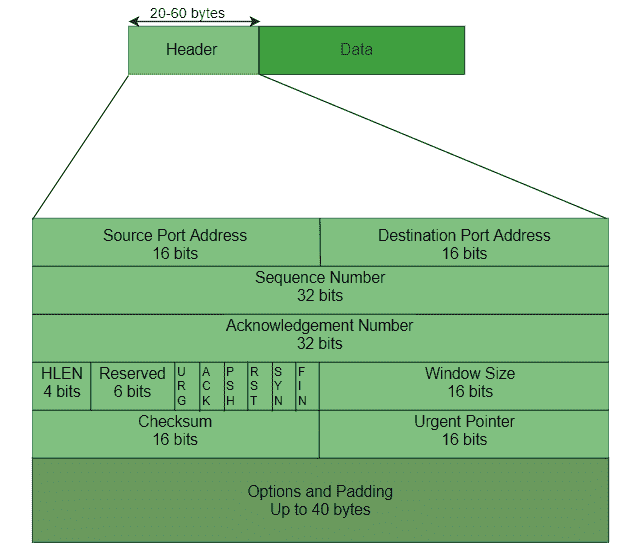 20-60 bytes
Header
Data
Source Port Address
16 bits
Destination Port Address
16 bits
Sequence Number
32 bits
Acknowledgement Number
32 bits
HLEN
4 bits
Reserved
6 bits
URG
ACK
PSH
RST
SYN
FIN
Window Size
16 bits
Checksum
16 bits
Urgent Pointer
16 bits
Options and Padding
Up to 40 bytes